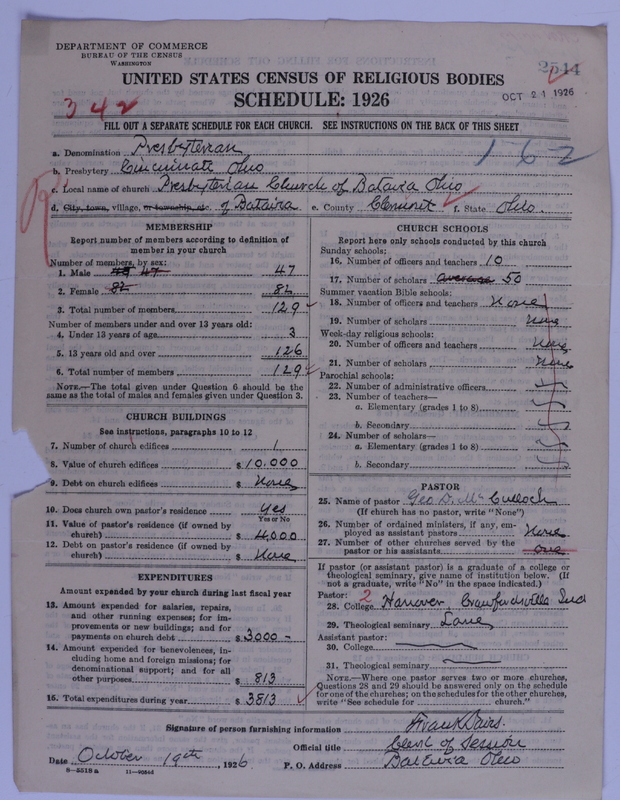 DEPARTMENT OF COMMERCE
BUREAU OF THE CENSUS
WASHINGTON
2514
UNITED STATES CENSUS OF RELIGIOUS BODIES
SCHEDULE: 1926
OCT 21 1926
342
FILL OUT A SEPARATE SCHEDULE FOR EACH CHURCH. SEE INSTRUCTIONS ON THE BACK OF THIS SHEET
162
a. Denomination Presbyterian
b. Presbytery Cincinnati Ohio
c. Local name of church Presbyterian Church of Batavia Ohio
d. City, town, village, or township, etc. of Batavia e. County Clermont f. State Ohio.
MEMBERSHIP
Report number of members according to definition of member in your church
Number of members, by sex:
1. Male 47 47
2. Female 82 82
3. Total number of members 129
Number of members under and over 13 years old:
4. Under 13 years of age 3
5. 13 years old and over 126
6. Total number of members 129
NOTE.—The total given under Question 6 should be the same as the total of males and females given under Question 3.
CHURCH BUILDINGS
See instructions, paragraphs 10 to 12
7. Number of church edifices 1
8. Value of church edifices $ 10.000
9. Debt on church edifices $ None
10. Does church own pastor's residence yes
Yes or No
11. Value of pastor's residence (if owned by church) $ 4,000
12. Debt on pastor's residence (if owned by church) $ None
EXPENDITURES
Amount expended by your church during last fiscal year
13. Amount expended for salaries, repairs, and other running expenses; for improvements or new buildings; and for payments on church debt $ 3000 -
14. Amount expended for benevolences, including home and foreign missions; for denominational support; and for all other purposes $ 813
15. Total expenditures during year $ 3813
CHURCH SCHOOLS
Report here only schools conducted by this church
Sunday schools:
16. Number of officers and teachers 10
17. Number of scholars average 50
Summer vacation Bible schools:
18. Number of officers and teachers None
19. Number of scholars None
Week-day religious schools:
20. Number of officers and teachers None
21. Number of scholars None
Parochial schools:
22. Number of administrative officers
23. Number of teachers—
a. Elementary (grades 1 to 8)
b. Secondary
24. Number of scholars—
a. Elementary (grades 1 to 8)
b. Secondary
PASTOR
25. Name of pastor Geo D. McCulloch
(If church has no pastor, write "None")
26. Number of ordained ministers, if any, employed as assistant pastors None
27. Number of other churches served by the pastor or his assistants one
If pastor (or assistant pastor) is a graduate of a college or theological seminary, give name of institution below. (If not a graduate, write "No" in the space indicated.)
Pastor: 2
28. College Hanover Crawfordsville Ind
29. Theological seminary Lane
Assistant pastor:
30. College
31. Theological seminary
NOTE.—Where one pastor serves two or more churches, Questions 28 and 29 should be answered only on the schedule for one of the churches; on the schedules for the other churches, write "See schedule for church."
Signature of person furnishing information Frank Davis.
Official title Clerk of Session
Date October 19th, 1926 P. O. Address Batavia Ohio
8—5518a 11—90564